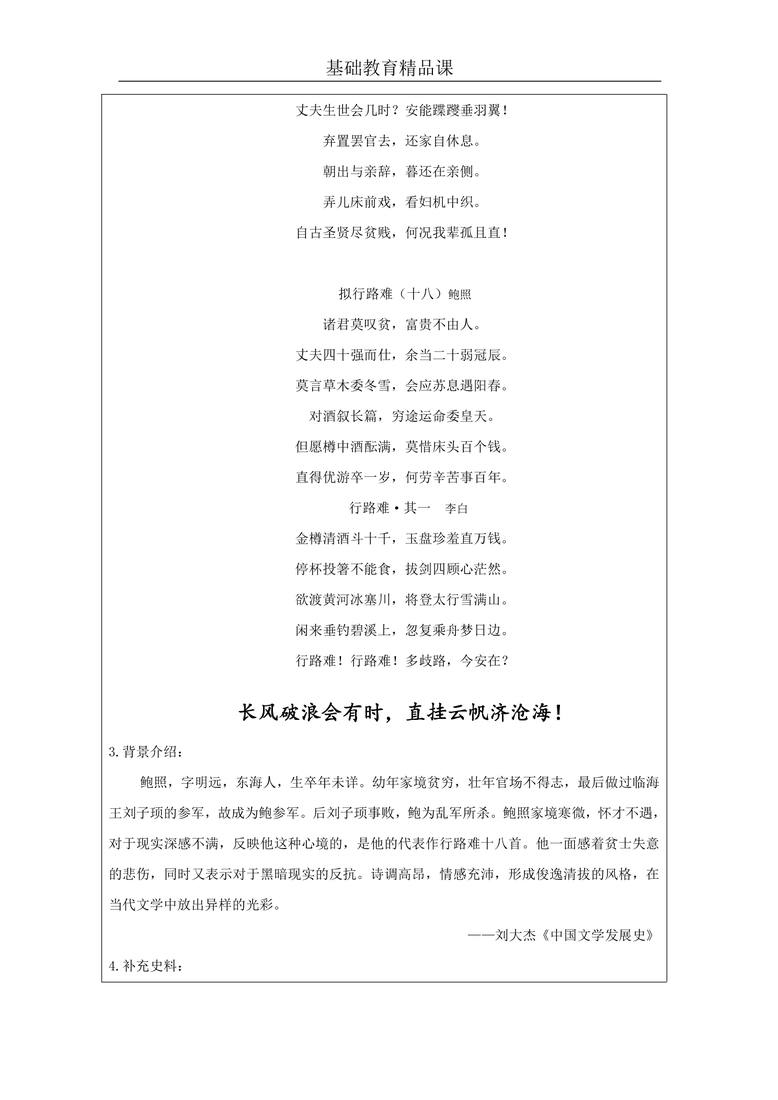 基础教育精品课
丈夫生世会几时？安能蹀躞垂羽翼！
弃置罢官去，还家自休息。
朝出与亲辞，暮还在亲侧。
弄儿床前戏，看妇机中织。
自古圣贤尽贫贱，何况我辈孤且直！
拟行路难（十八）鲍照
诸君莫叹贫，富贵不由人。
丈夫四十强而仕，余当二十弱冠辰。
莫言草木委冬雪，会应苏息遇阳春。
对酒叙长篇，穷途运命委皇天。
但愿樽中酒酝满，莫惜床头百个钱。
直得优游卒一岁，何劳辛苦事百年。
行路难·其一 李白
金樽清酒斗十千，玉盘珍羞直万钱。
停杯投箸不能食，拔剑四顾心茫然。
欲渡黄河冰塞川，将登太行雪满山。
闲来垂钓碧溪上，忽复乘舟梦日边。
行路难！行路难！多歧路，今安在？
长风破浪会有时，直挂云帆济沧海！
3.背景介绍：
鲍照，字明远，东海人，生卒年未详。幼年家境贫穷，壮年官场不得志，最后做过临海
王刘子顼的参军，故成为鲍参军。后刘子顼事败，鲍为乱军所杀。鲍照家境寒微，怀才不遇，
对于现实深感不满，反映他这种心境的，是他的代表作行路难十八首。他一面感着贫士失意
的悲伤，同时又表示对于黑暗现实的反抗。诗调高昂，情感充沛，形成俊逸清拔的风格，在
当代文学中放出异样的光彩。
——刘大杰《中国文学发展史》
4.补充史料：